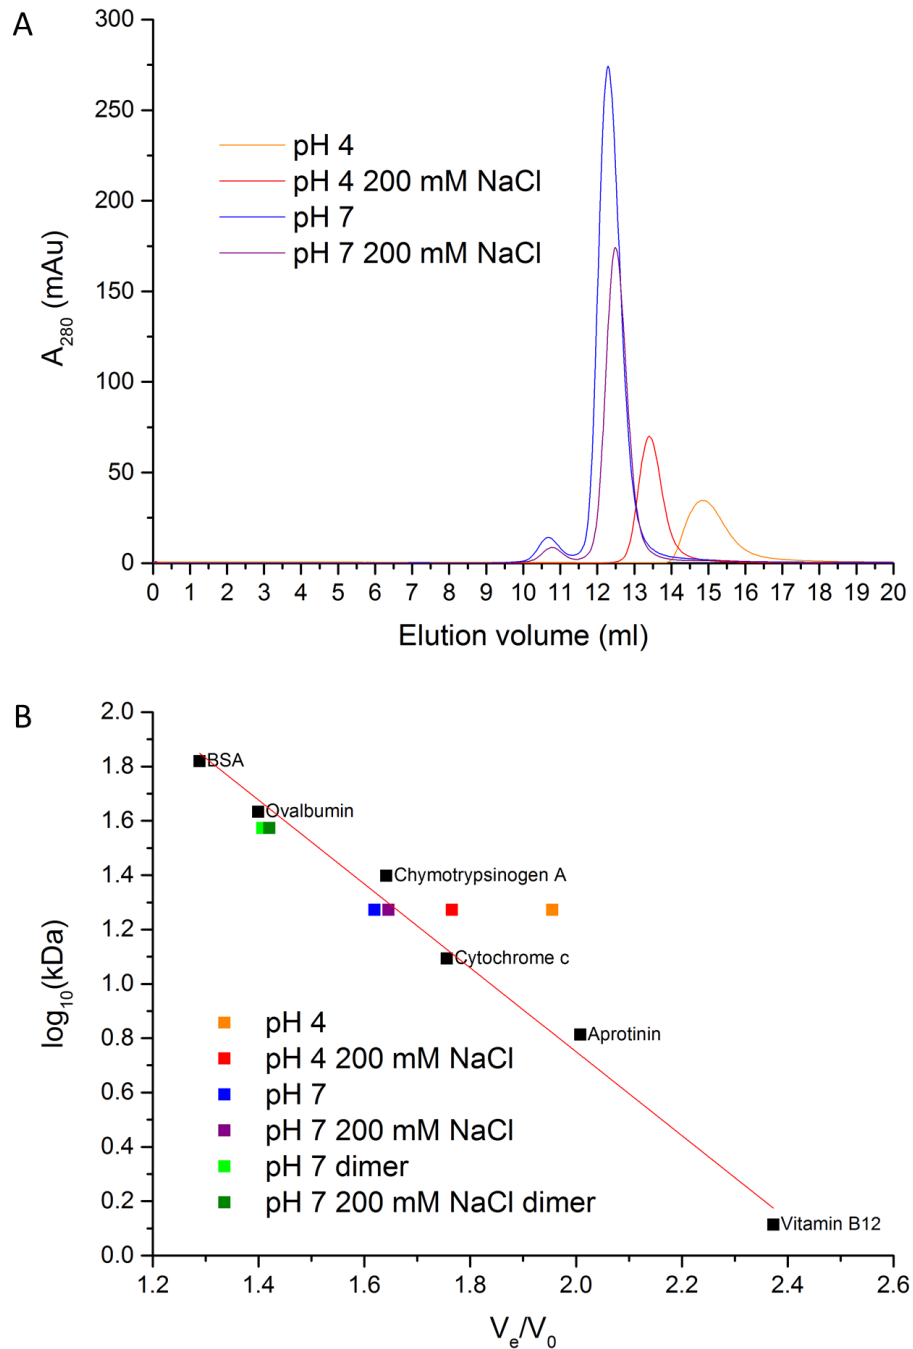 A
300
250
200
150
100
50
0
A280 (mAu)
pH 4
pH 4 200 mM NaCl
pH 7
pH 7 200 mM NaCl
0 1 2 3 4 5 6 7 8 9 10 11 12 13 14 15 16 17 18 19 20
Elution volume (ml)
B
2.0
1.8
1.6
1.4
1.2
1.0
0.8
0.6
0.4
0.2
0.0
log10(kDa)
BSA
Ovalbumin
Chymotrypsinogen A
Cytochrome c
Aprotinin
Vitamin B12
pH 4
pH 4 200 mM NaCl
pH 7
pH 7 200 mM NaCl
pH 7 dimer
pH 7 200 mM NaCl dimer
1.2 1.4 1.6 1.8 2.0 2.2 2.4 2.6
Ve/V0